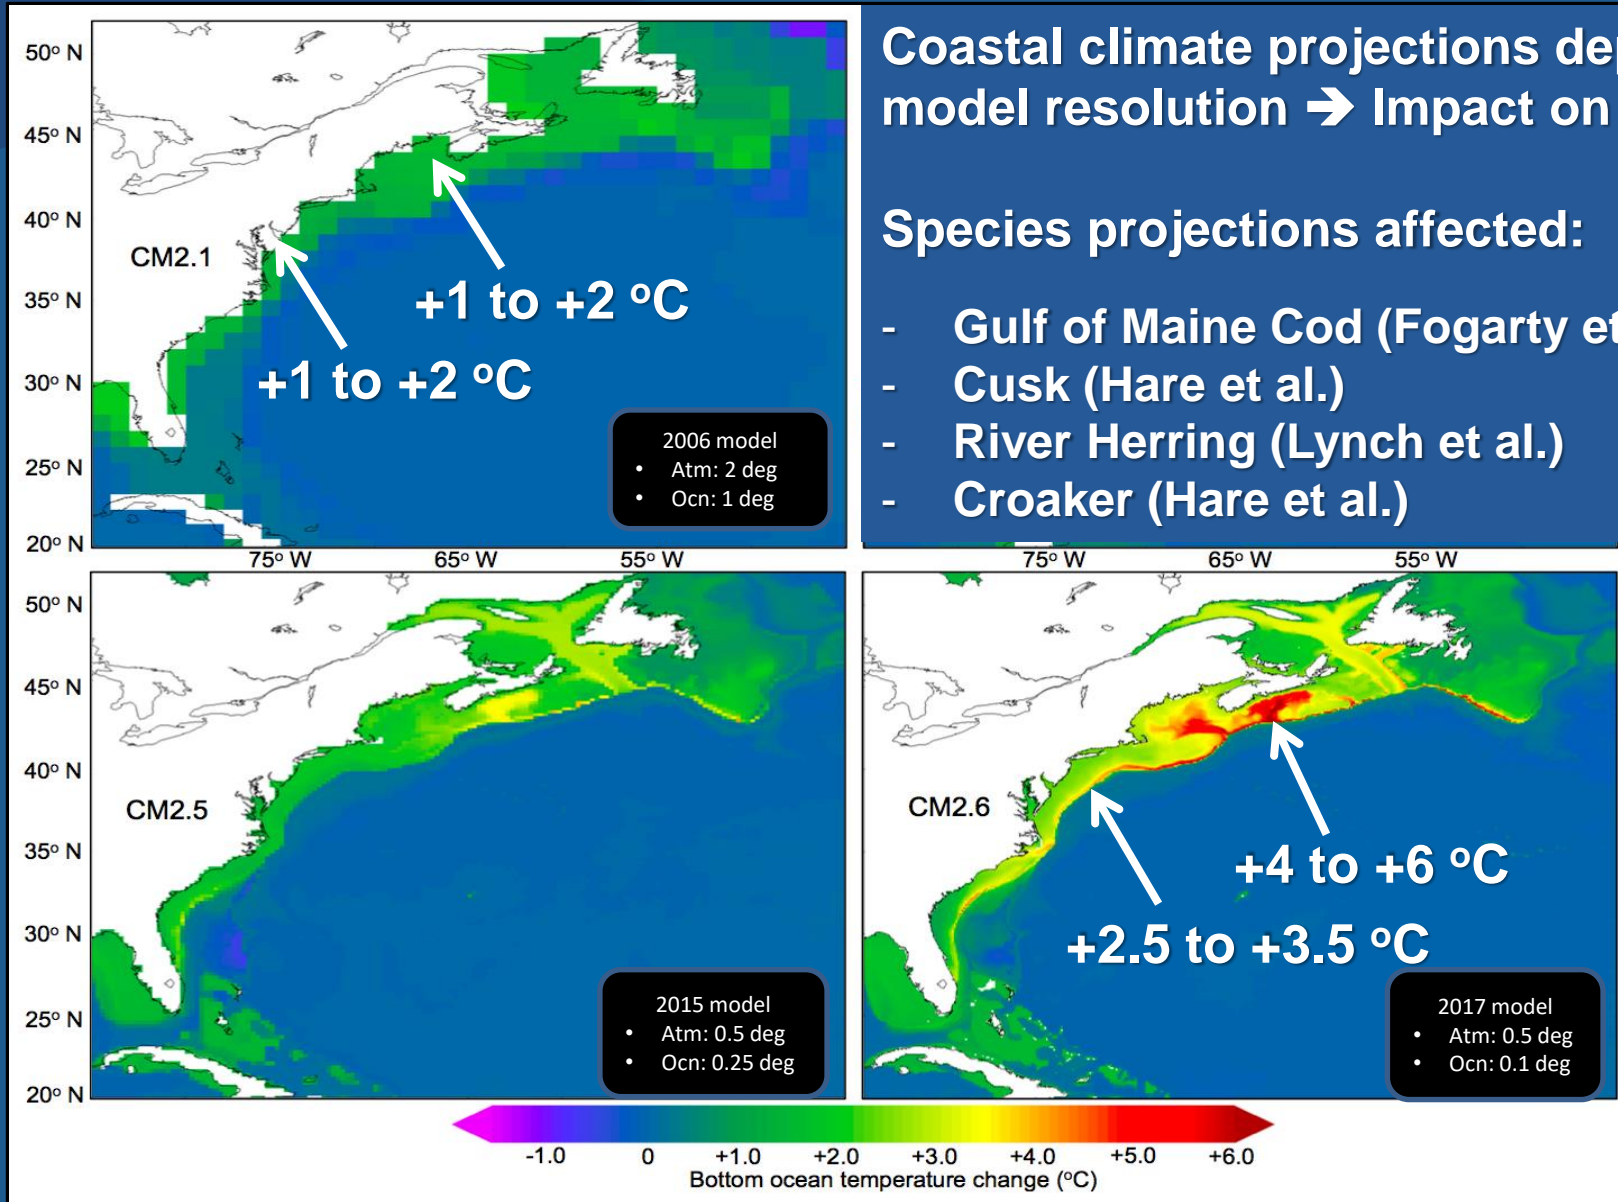 Coastal climate projections dep
model resolution ➔ Impact on
Species projections affected:
- Gulf of Maine Cod (Fogarty et
- Cusk (Hare et al.)
- River Herring (Lynch et al.)
- Croaker (Hare et al.)
50° N
45° N
40° N
35° N
30° N
25° N
20° N
CM2.1
+1 to +2 °C
+1 to +2 °C
2006 model
• Atm: 2 deg
• Ocn: 1 deg
75° W 65° W 55° W
75° W 65° W 55° W
50° N
45° N
40° N
35° N
30° N
25° N
20° N
CM2.5
2015 model
• Atm: 0.5 deg
• Ocn: 0.25 deg
CM2.6
+4 to +6 °C
+2.5 to +3.5 °C
2017 model
• Atm: 0.5 deg
• Ocn: 0.1 deg
-1.0 0 +1.0 +2.0 +3.0 +4.0 +5.0 +6.0
Bottom ocean temperature change (°C)